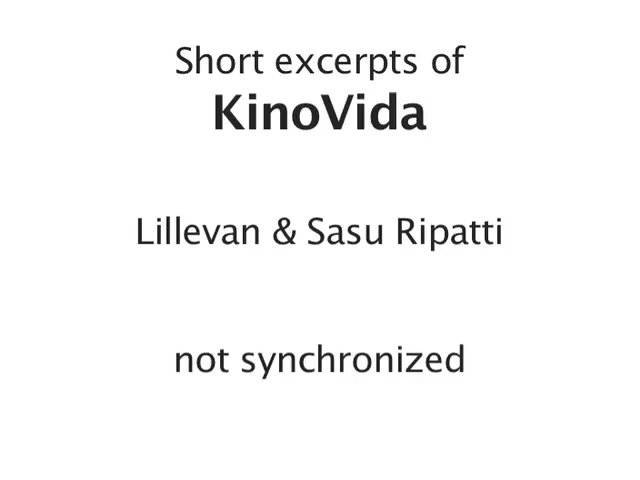 Short excerpts of
KinoVida
Lillevan & Sasu Ripatti
not synchronized